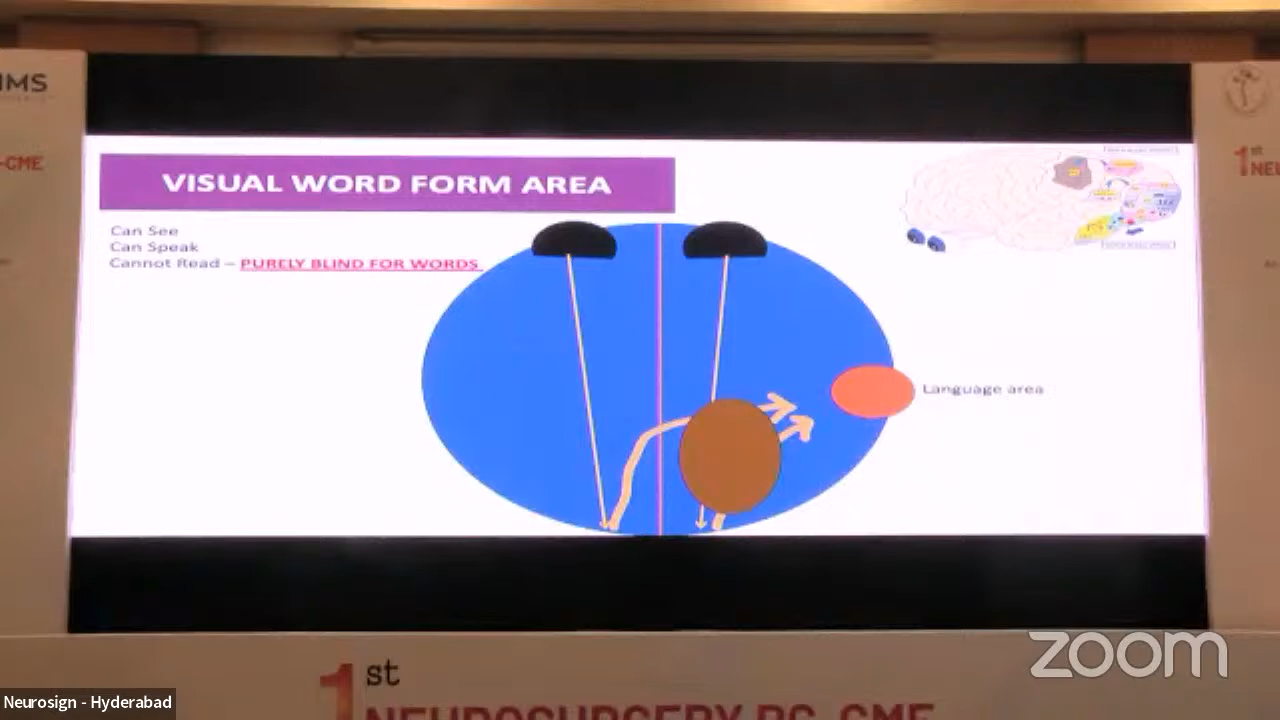 IMS
-CME
VISUAL WORD FORM AREA
Can See
Can Speak
Cannot Read – PURELY BLIND FOR WORDS
Language area
1st
NEU
zoom
Neurosign - Hyderabad
1st
NEUROSURGERY PG-CME